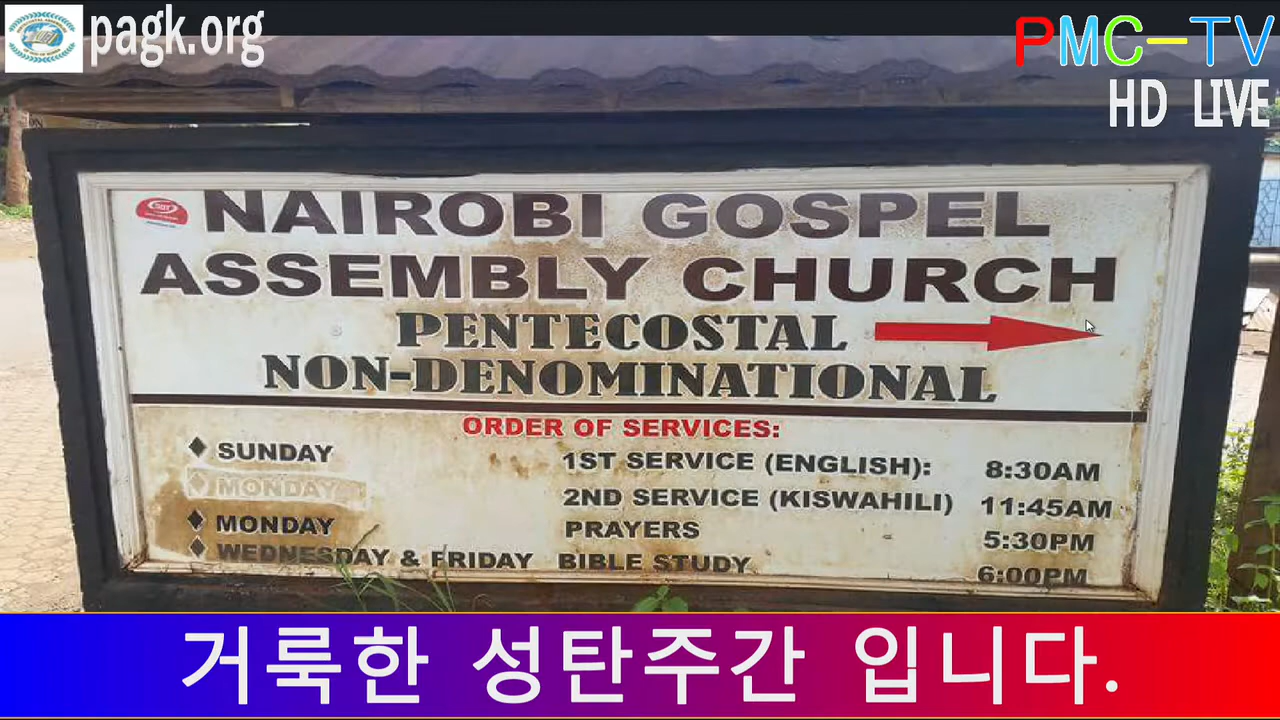 pagk.org
PMC-TV
HD LIVE
NAIROBI GOSPEL
ASSEMBLY CHURCH
PENTECOSTAL
NON-DENOMINATIONAL
ORDER OF SERVICES:
SUNDAY 1ST SERVICE (ENGLISH): 8:30AM
MONDAY 2ND SERVICE (KISWAHILI) 11:45AM
MONDAY PRAYERS 5:30PM
WEDNESDAY & FRIDAY BIBLE STUDY 6:00PM
거룩한 성탄주간 입니다.